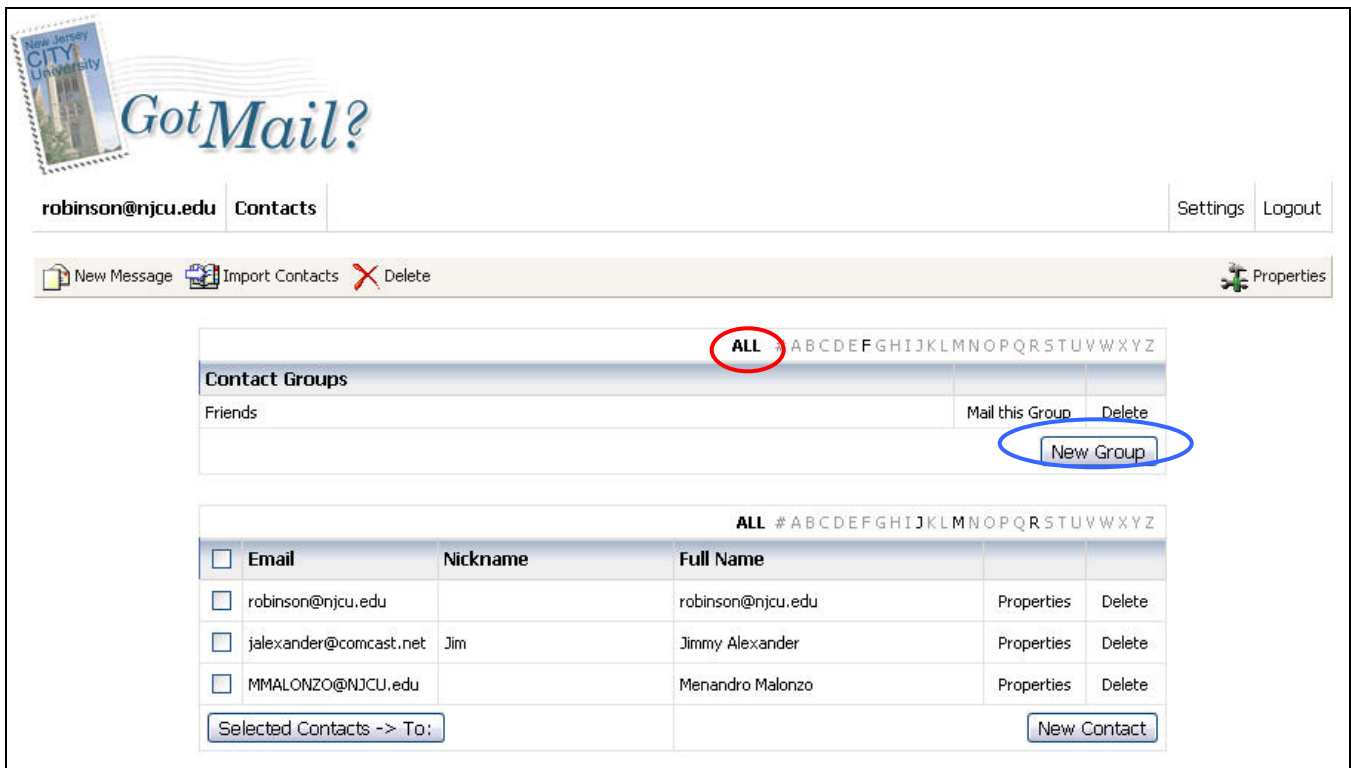 New Jersey
CITY
University
GotMail?
robinson@njcu.edu Contacts Settings Logout
New Message Import Contacts Delete Properties
ALL # A B C D E F G H I J K L M N O P Q R S T U V W X Y Z
Contact Groups
Friends Mail this Group Delete
New Group
ALL # A B C D E F G H I J K L M N O P Q R S T U V W X Y Z
Email Nickname Full Name
robinson@njcu.edu robinson@njcu.edu Properties Delete
jalexander@comcast.net Jim Jimmy Alexander Properties Delete
MMALONZO@NJCU.edu Menandro Malonzo Properties Delete
Selected Contacts -> To: New Contact